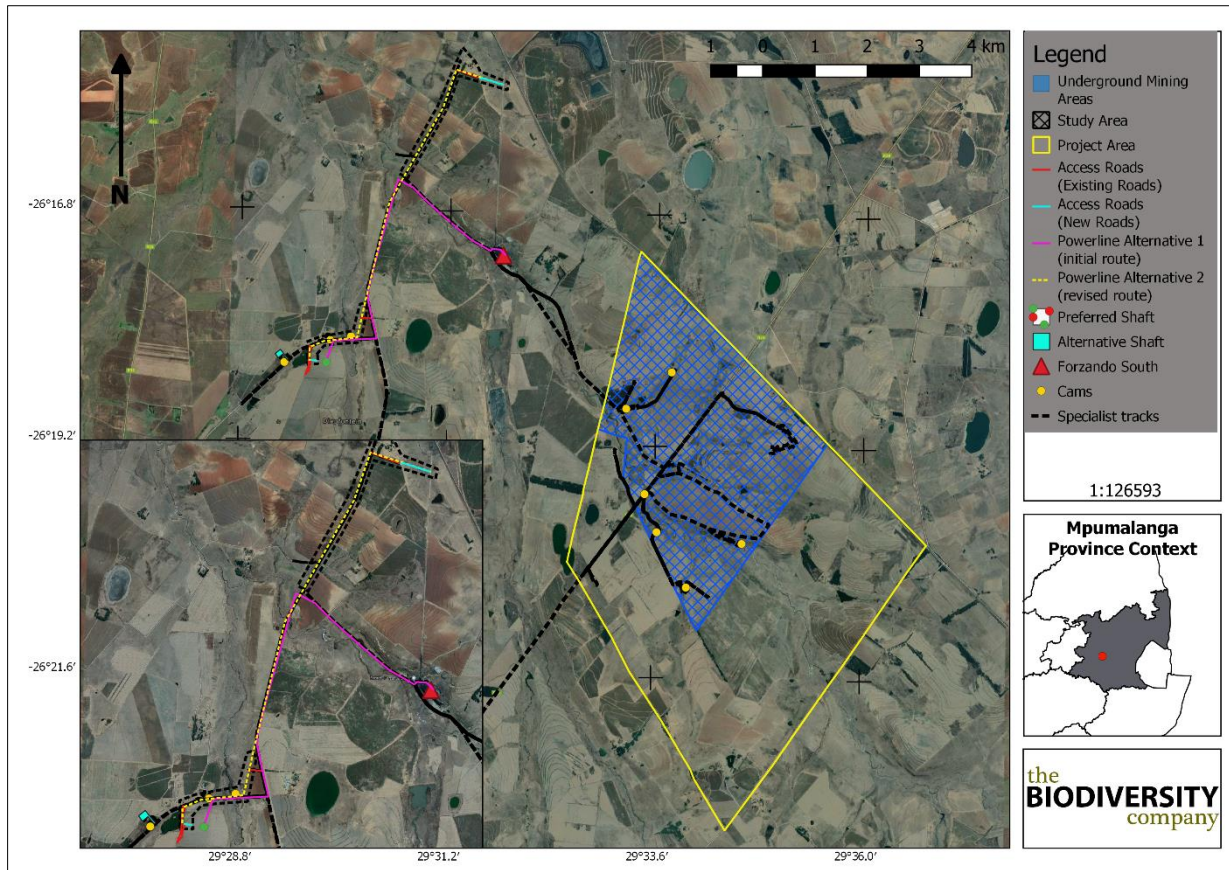 1 0 1 2 3 4 km
N
-26°16.8'
-26°19.2'
-26°21.6'
29°28.8'
29°31.2'
29°33.6'
29°36.0'
Legend
Underground Mining
Areas
Study Area
Project Area
Access Roads
(Existing Roads)
Access Roads
(New Roads)
Powerline Alternative 1
(initial route)
Powerline Alternative 2
(revised route)
Preferred Shaft
Alternative Shaft
Forzando South
Cams
Specialist tracks
1:126593
Mpumalanga
Province Context
the
BIODIVERSITY
company